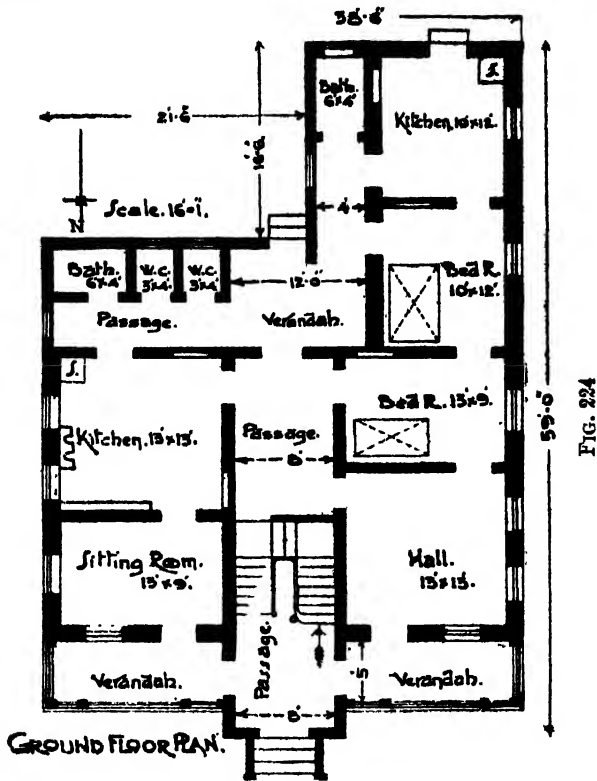 38'-6"
Bath.
6'x4'
S.
Kitchen 10'x12'.
21'-6
16'-6"
N
Scale. 16'=1".
4'
Bath.
6'x4'
W.C.
3'x4'
W.C.
3'x4'
12'-0"
Bed R.
10'x12'
Passage.
Verandah.
S.
Bed R. 13'x9'.
59'-0"
FIG. 224
Kitchen. 13'x13'.
Passage.
8'
Sitting Room.
13'x9'.
Hall.
13'x13'.
Passage.
5'
Verandah.
Verandah.
8'
GROUND FLOOR PLAN.